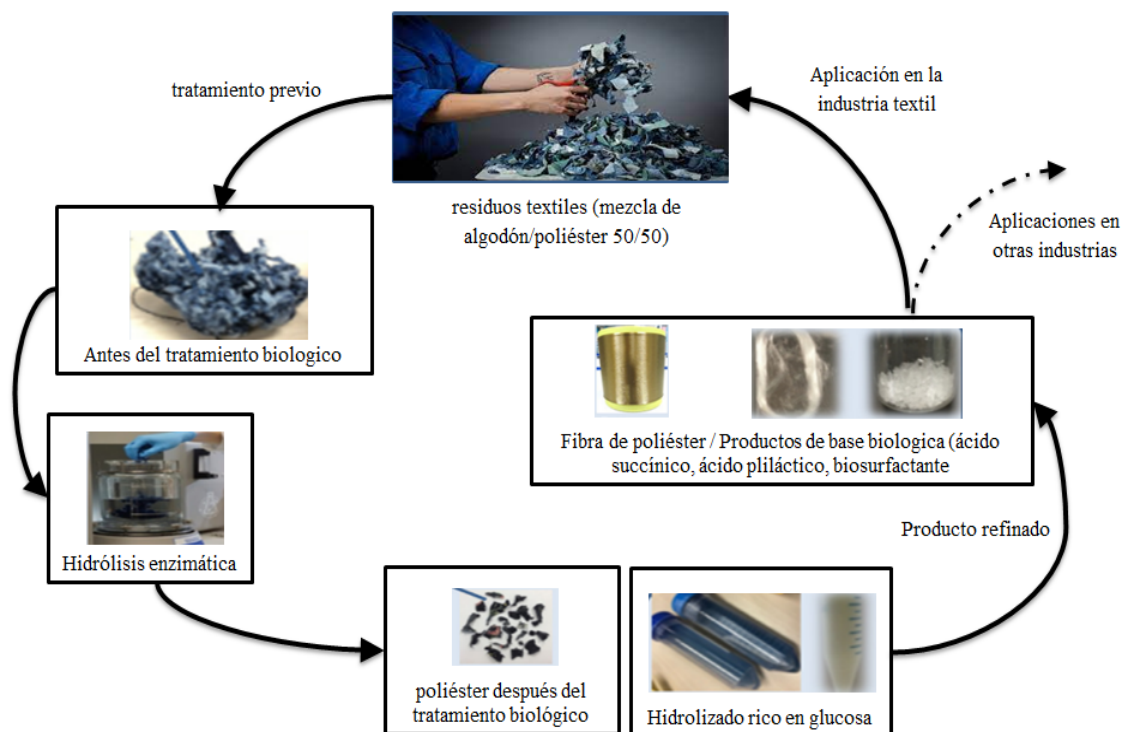 tratamiento previo
Aplicación en la
industria textil
residuos textiles (mezcla de
algodón/poliéster 50/50)
Aplicaciones en
otras industrias
Antes del tratamiento biologico
Fibra de poliéster / Productos de base biologica (ácido
succínico, ácido pliláctico, biosurfactante
Producto refinado
Hidrólisis enzimática
poliéster después del
tratamiento biológico
Hidrolizado rico en glucosa